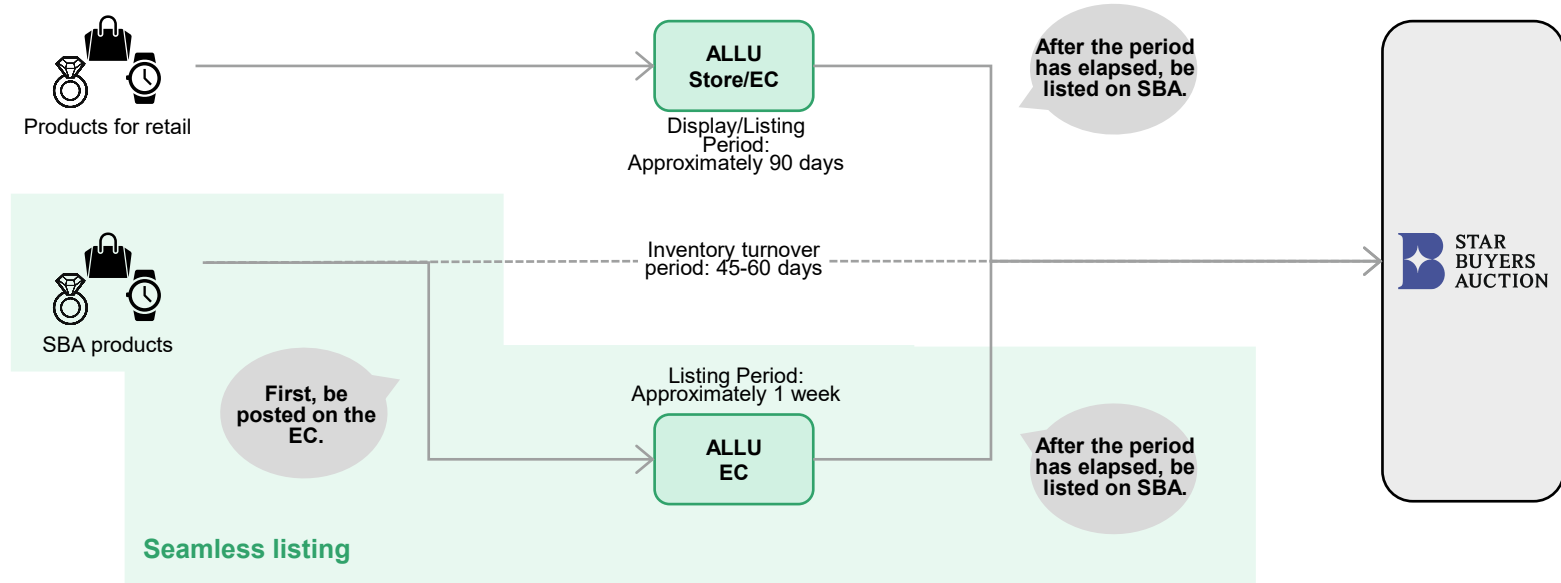 Products for retail
ALLU
Store/EC
Display/Listing
Period:
Approximately 90 days
After the period
has elapsed, be
listed on SBA.
SBA products
Inventory turnover
period: 45-60 days
STAR
BUYERS
AUCTION
First, be
posted on the
EC.
Listing Period:
Approximately 1 week
ALLU
EC
After the period
has elapsed, be
listed on SBA.
Seamless listing